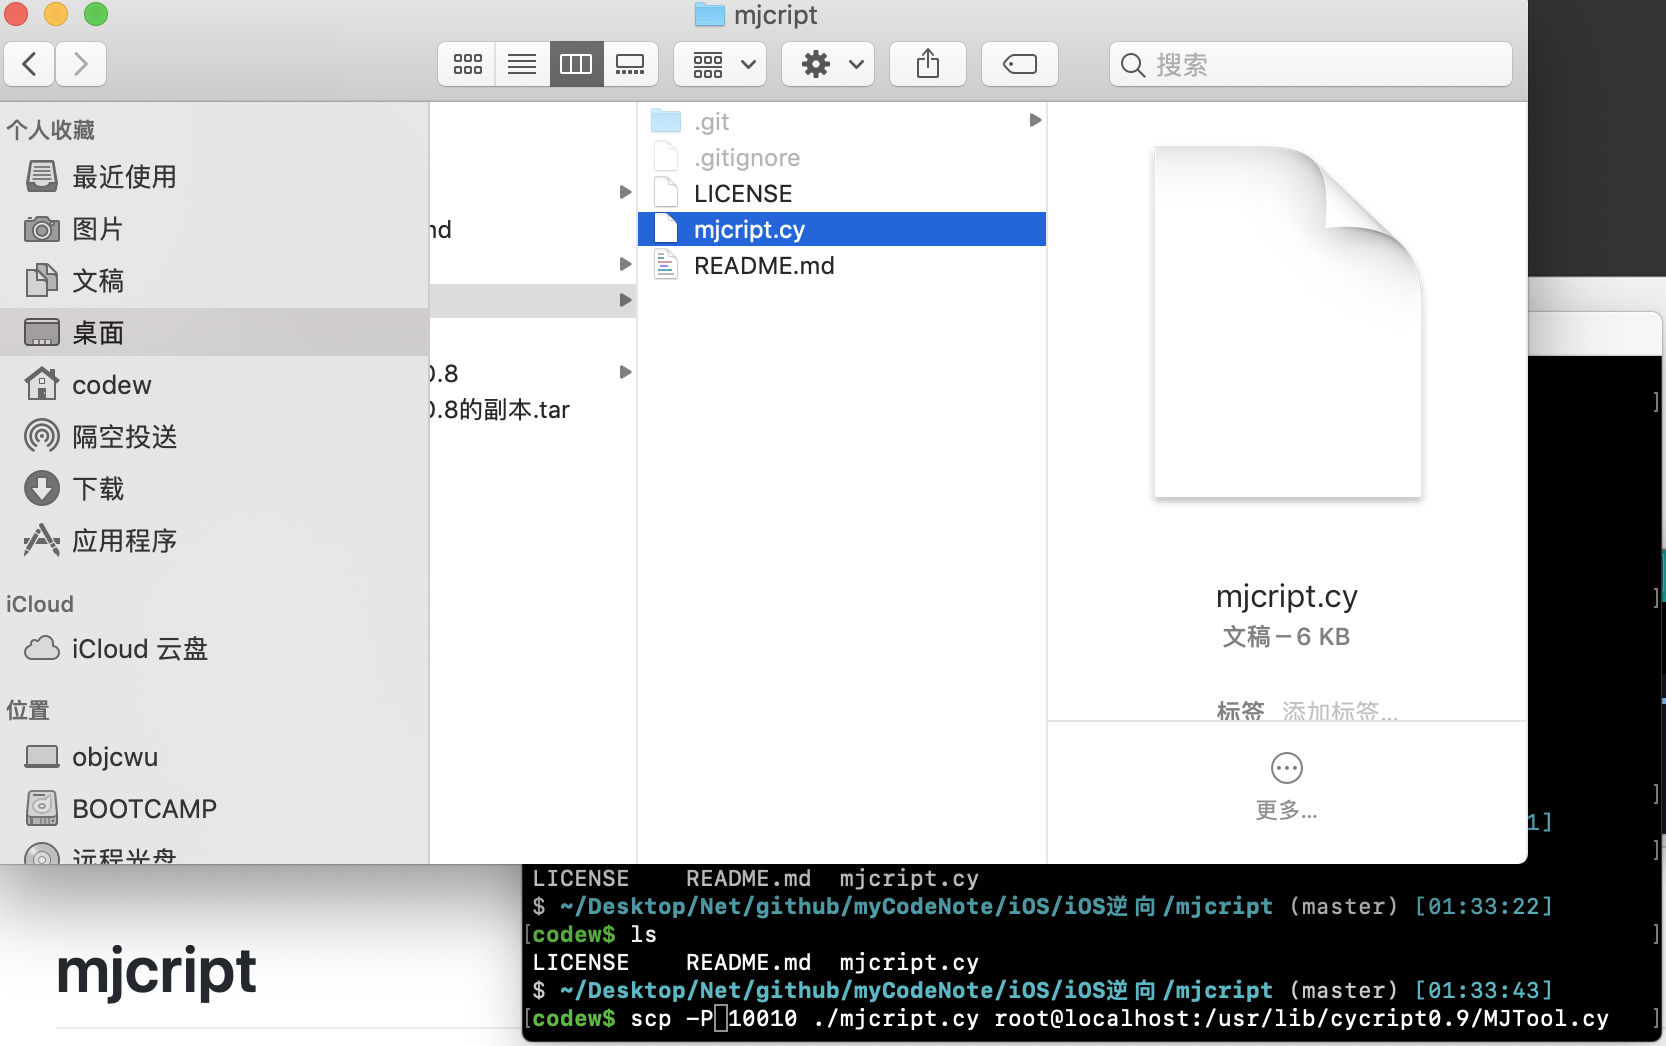 mjcript
搜索
个人收藏
最近使用
图片
文稿
桌面
codew
隔空投送
下载
应用程序
iCloud
iCloud 云盘
位置
objcwu
BOOTCAMP
远程光盘
0.8
0.8的副本.tar
.git
.gitignore
LICENSE
mjcript.cy
README.md
mjcript.cy
文稿 – 6 KB
标签 添加标签...
更多...
mjcript
1]
LICENSE README.md mjcript.cy
$ ~/Desktop/Net/github/myCodeNote/iOS/iOS逆向/mjcript (master) [01:33:22]
[codew$ ls
LICENSE README.md mjcript.cy
$ ~/Desktop/Net/github/myCodeNote/iOS/iOS逆向/mjcript (master) [01:33:43]
[codew$ scp -P 10010 ./mjcript.cy root@localhost:/usr/lib/cycript0.9/MJTool.cy ]